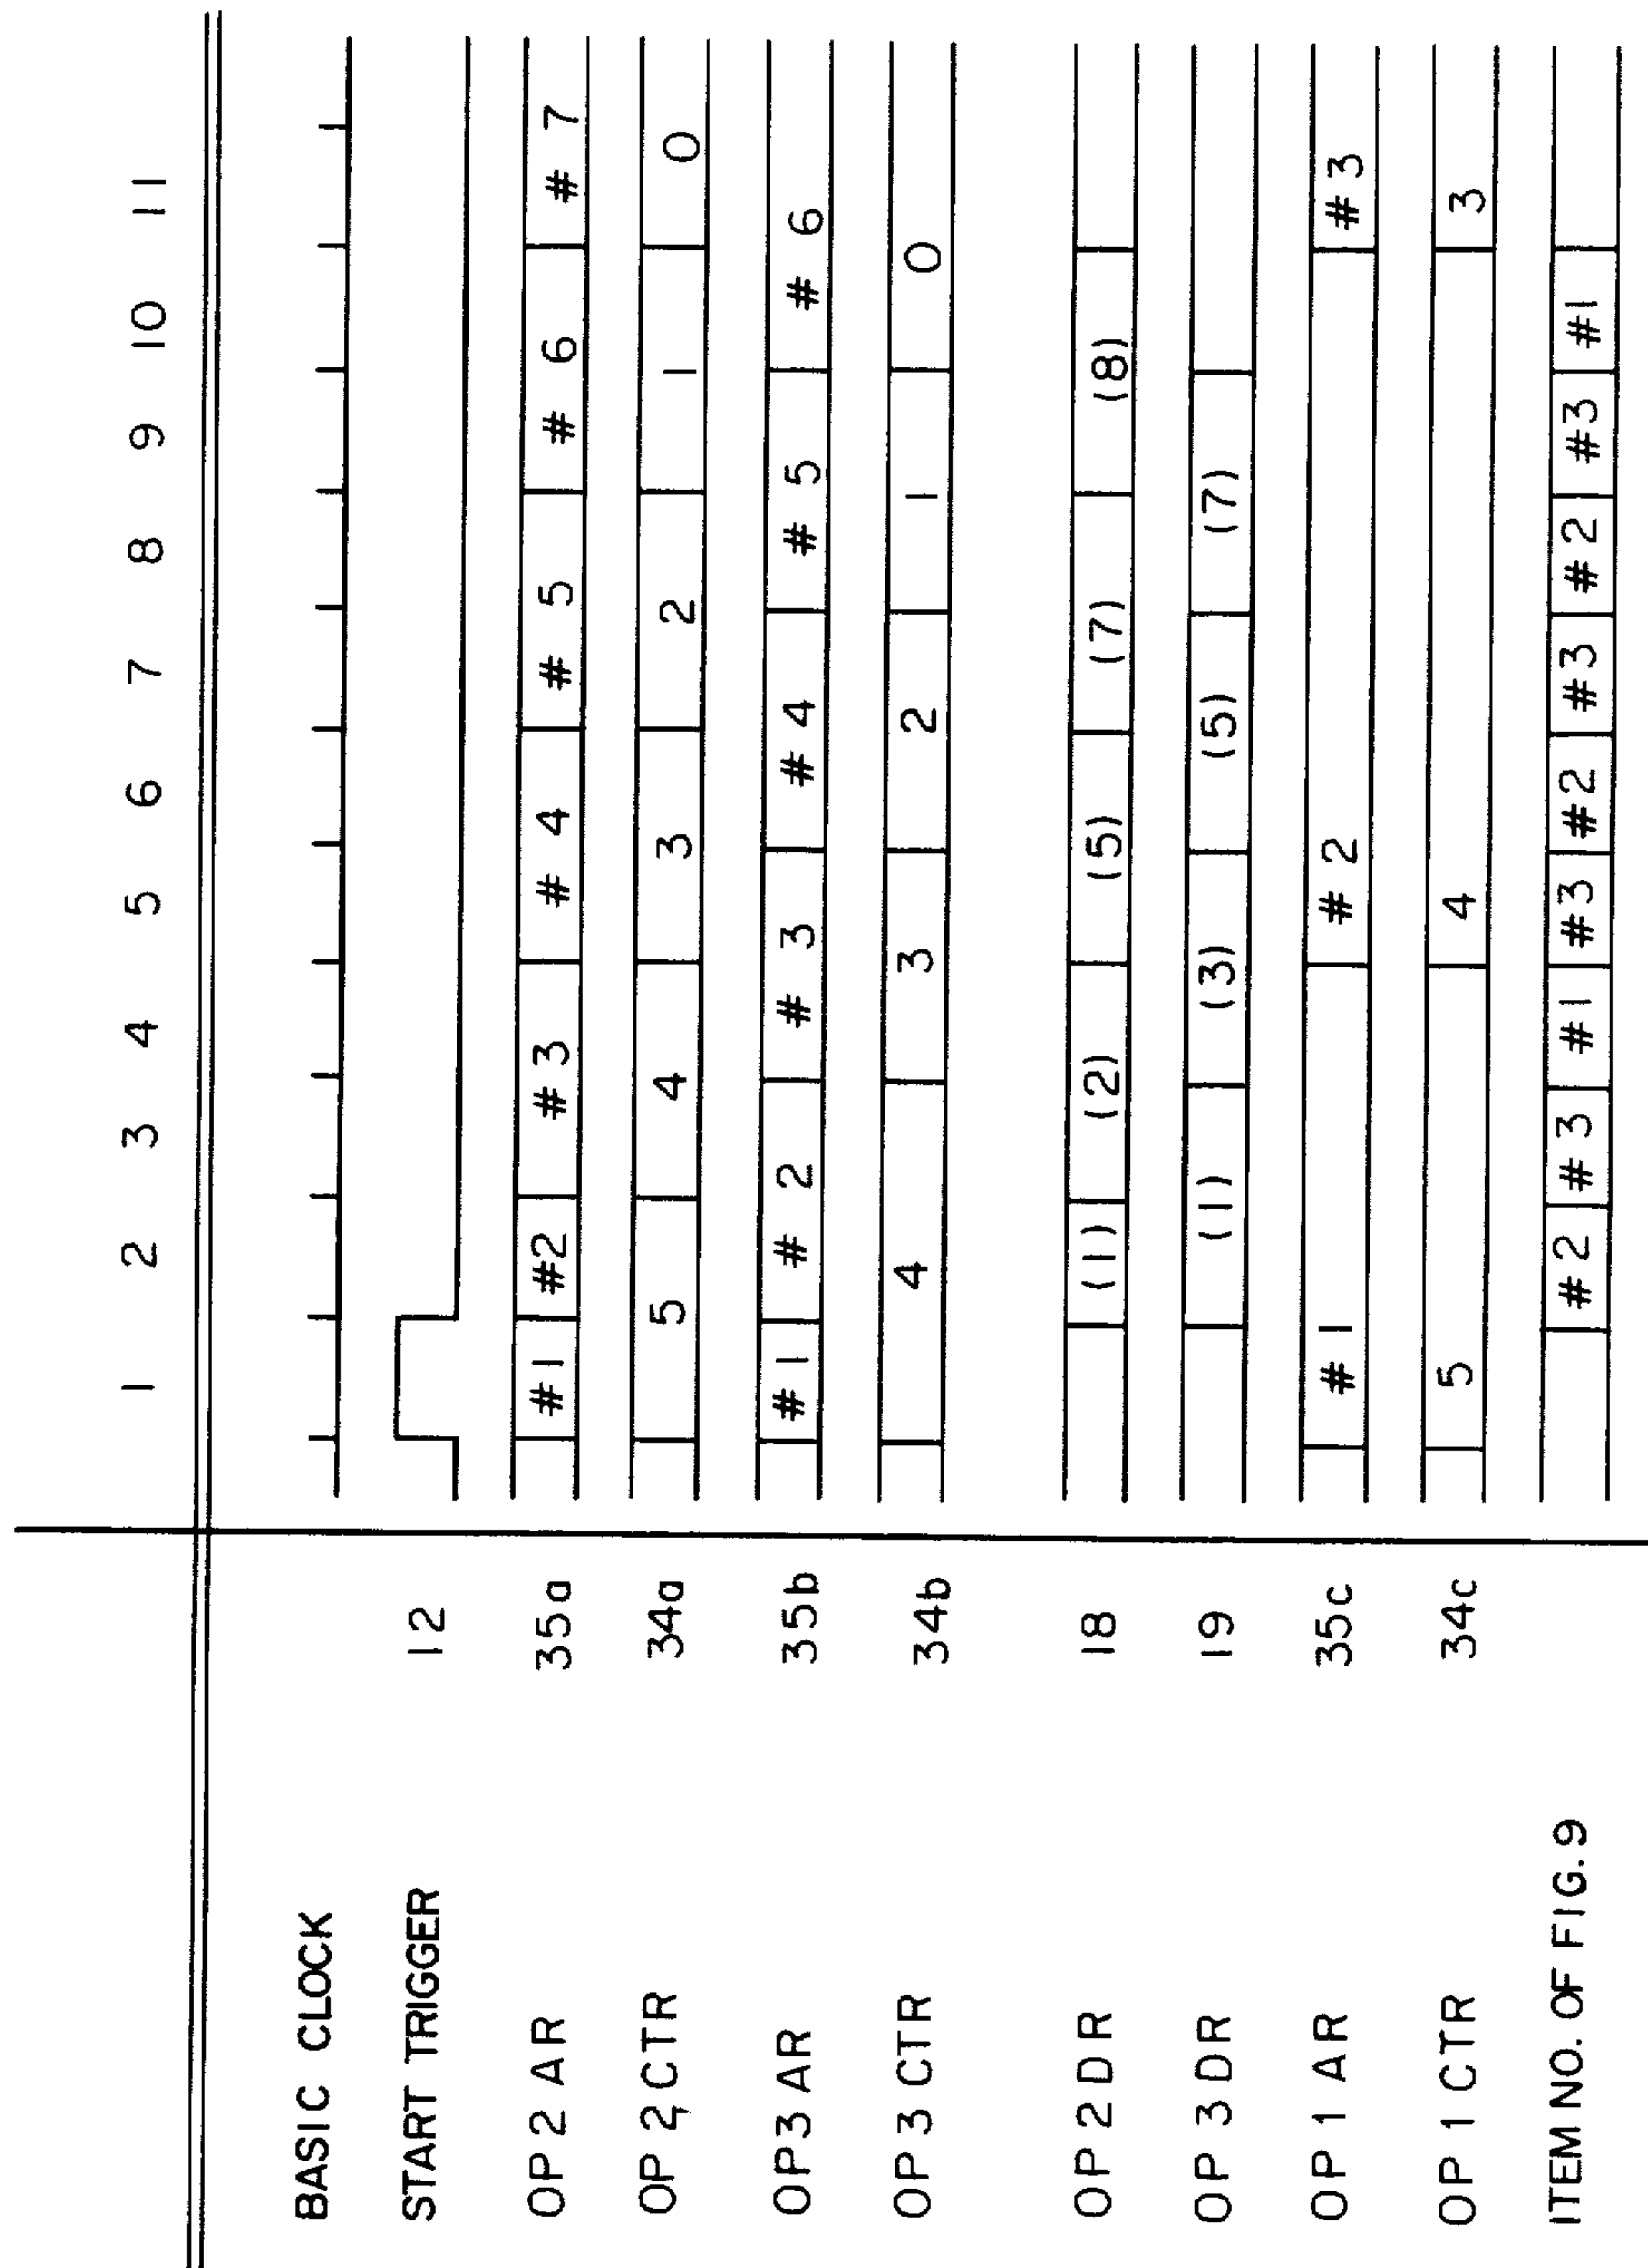 1 2 3 4 5 6 7 8 9 10 11
BASIC CLOCK
START TRIGGER 12
OP 2 AR 35a #1 #2 #3 #4 #5 #6 #7
OP 2 CTR 34a 5 4 3 2 1 0
OP3 AR 35b #1 #2 #3 #4 #5 #6
OP 3 CTR 34b 4 3 2 1 0
OP 2 DR 18 (1) (2) (5) (7) (8)
OP 3 DR 19 (1) (3) (5) (7)
OP 1 AR 35c #1 #2 #3
OP 1 CTR 34c 5 4 3
ITEM NO. OF FIG. 9 #2 #3 #1 #3 #2 #3 #2 #3 #1